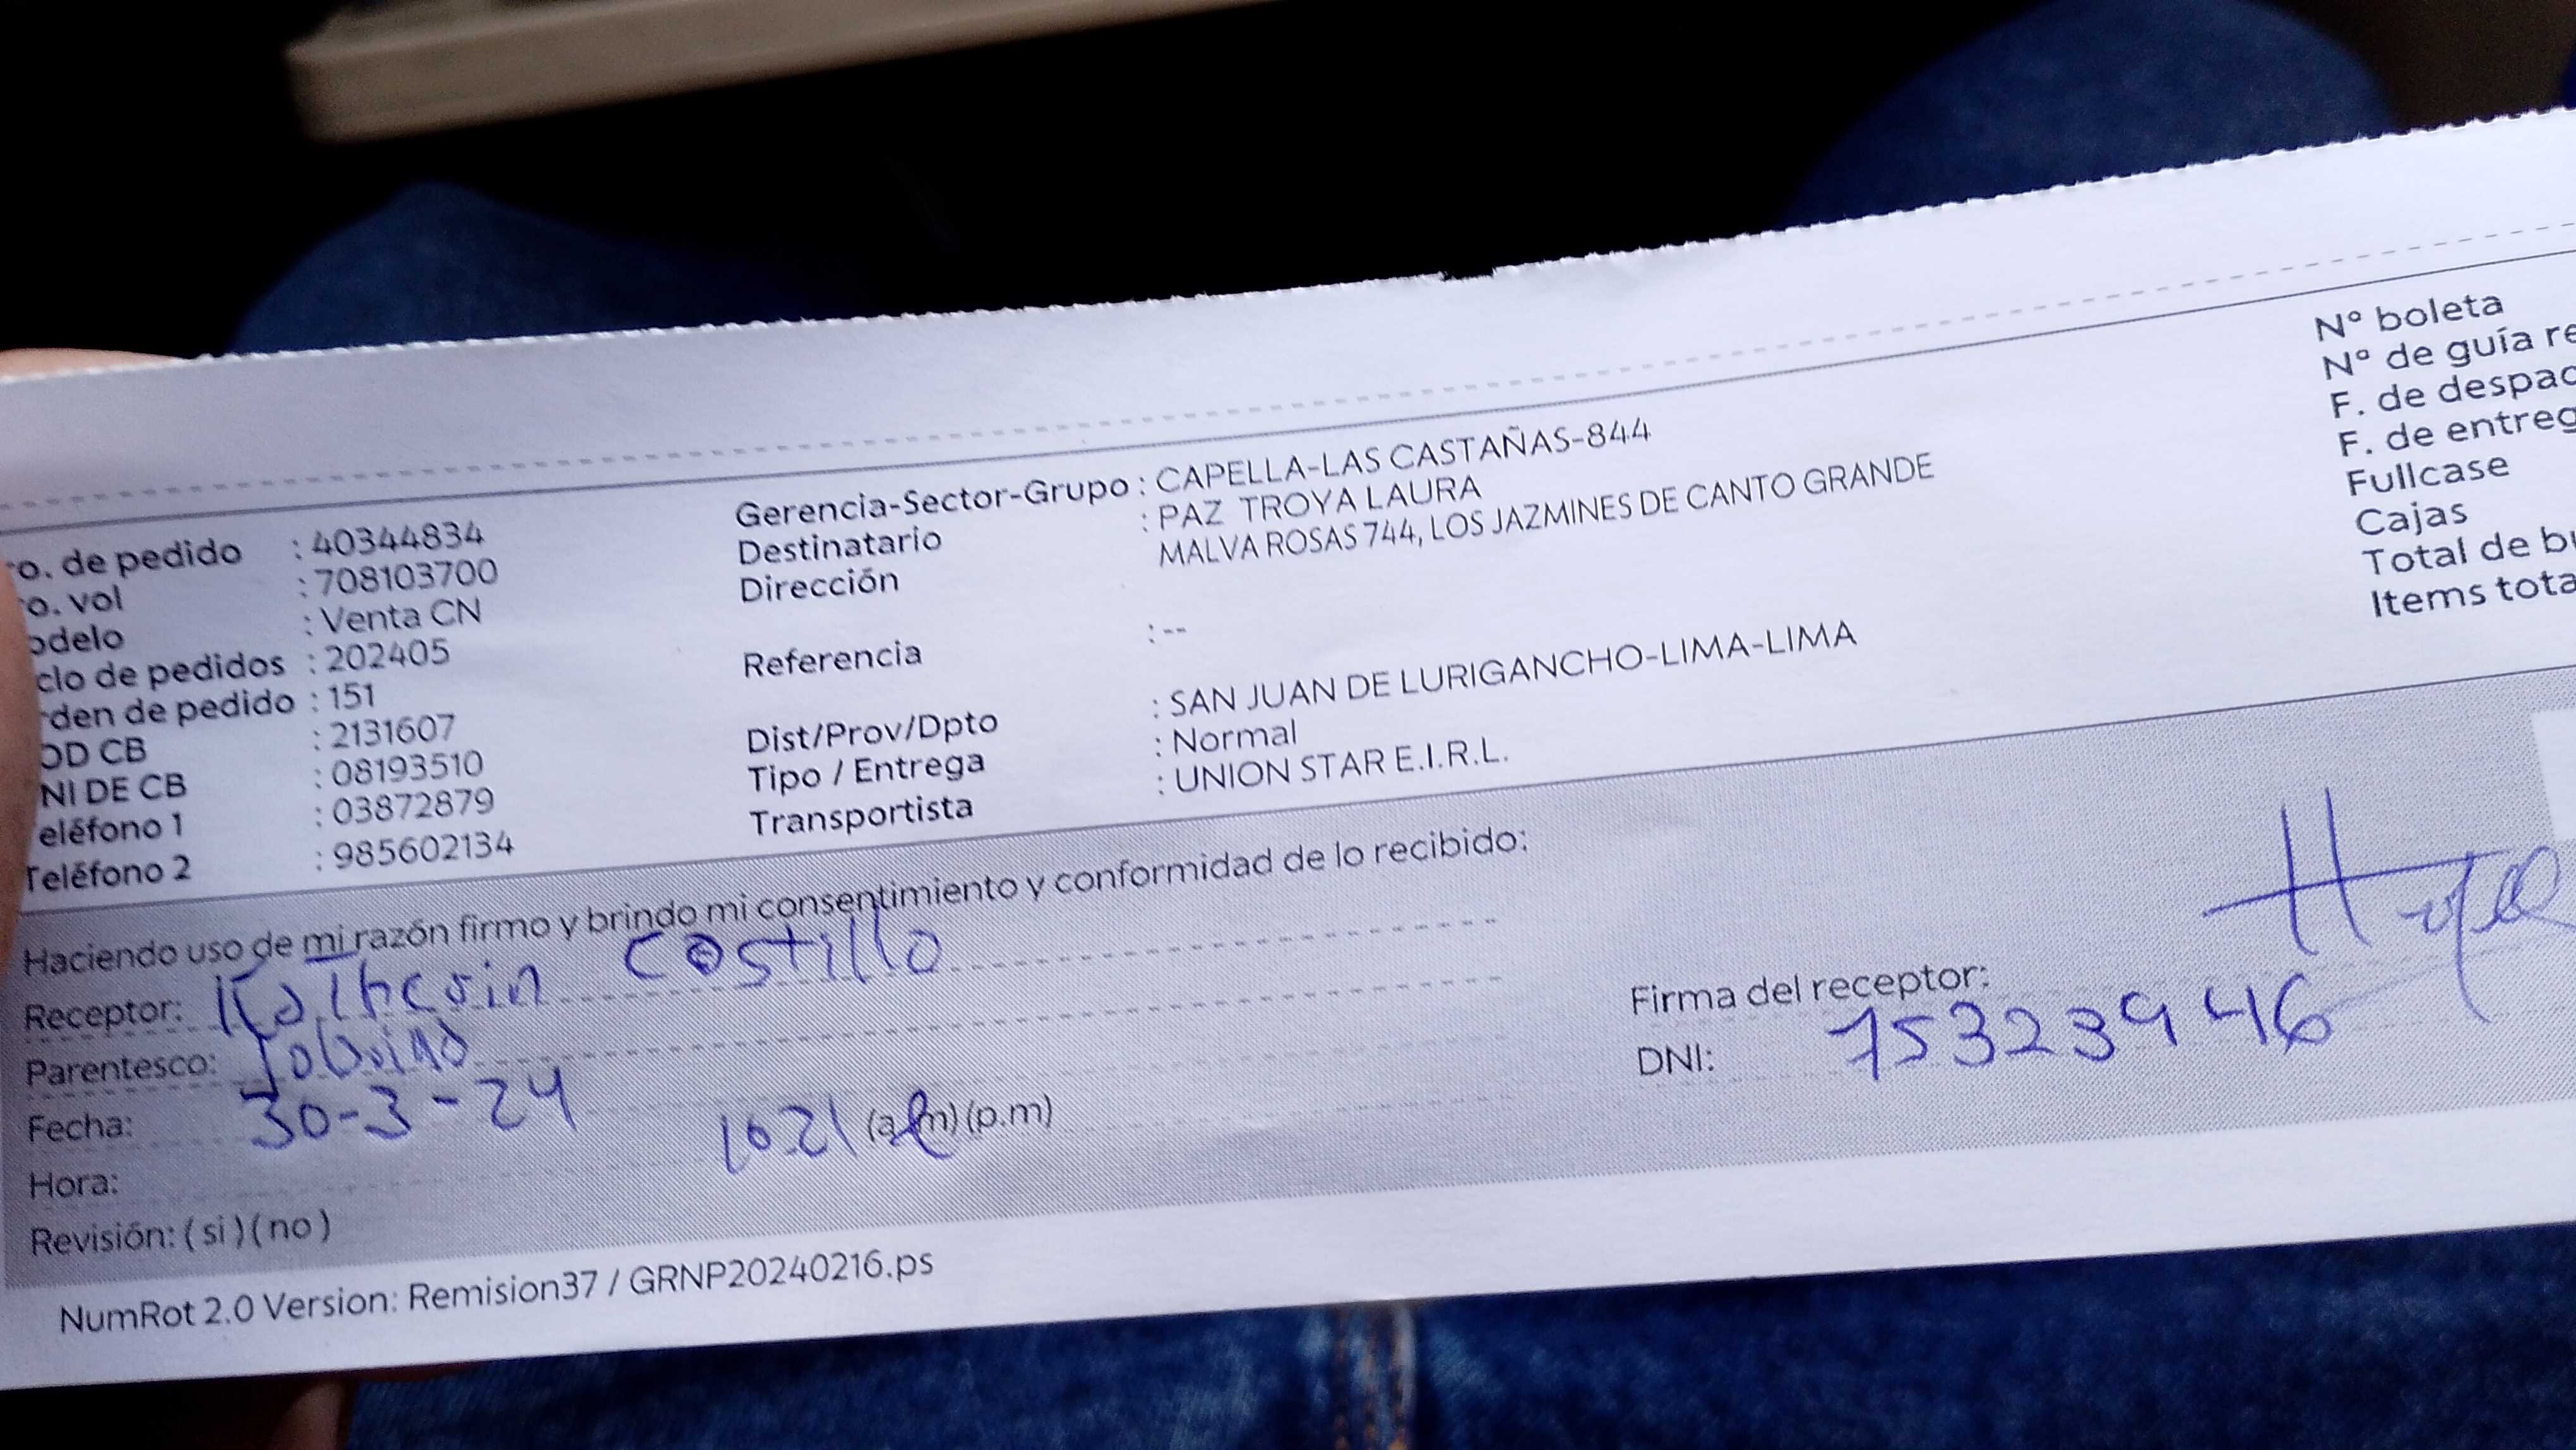 o. de pedido : 40344834
o. vol : 708103700
odelo : Venta CN
clo de pedidos : 202405
rden de pedido : 151
OD CB : 2131607
NI DE CB : 08193510
eléfono 1 : 03872879
Teléfono 2 : 985602134
Gerencia-Sector-Grupo : CAPELLA-LAS CASTAÑAS-844
Destinatario : PAZ TROYA LAURA
Dirección MALVA ROSAS 744, LOS JAZMINES DE CANTO GRANDE
Referencia : --
Dist/Prov/Dpto : SAN JUAN DE LURIGANCHO-LIMA-LIMA
Tipo / Entrega : Normal
Transportista : UNION STAR E.I.R.L.
N° boleta
N° de guía re
F. de despac
F. de entreg
Fullcase
Cajas
Total de bu
Items tota
Haciendo uso de mi razón firmo y brindo mi consentimiento y conformidad de lo recibido:
Receptor: Katherin Costillo
Parentesco:
Fecha: 30-3-24
Hora: 10 21 (a.m) (p.m)
Revisión: ( si ) ( no )
Firma del receptor:
DNI: 75323946
NumRot 2.0 Version: Remision37 / GRNP20240216.ps